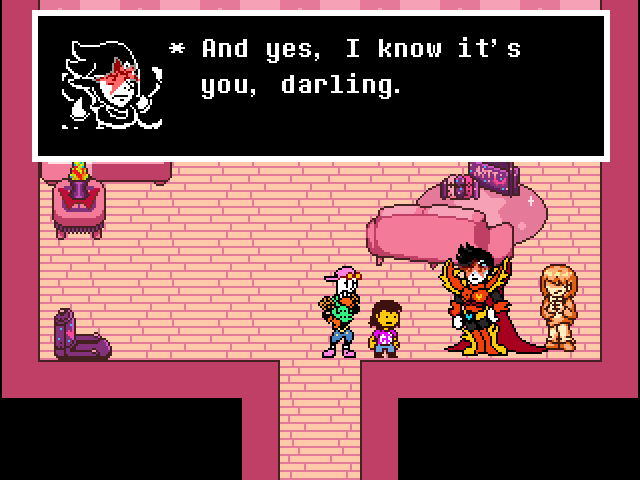 * And yes, I know it's
you, darling.